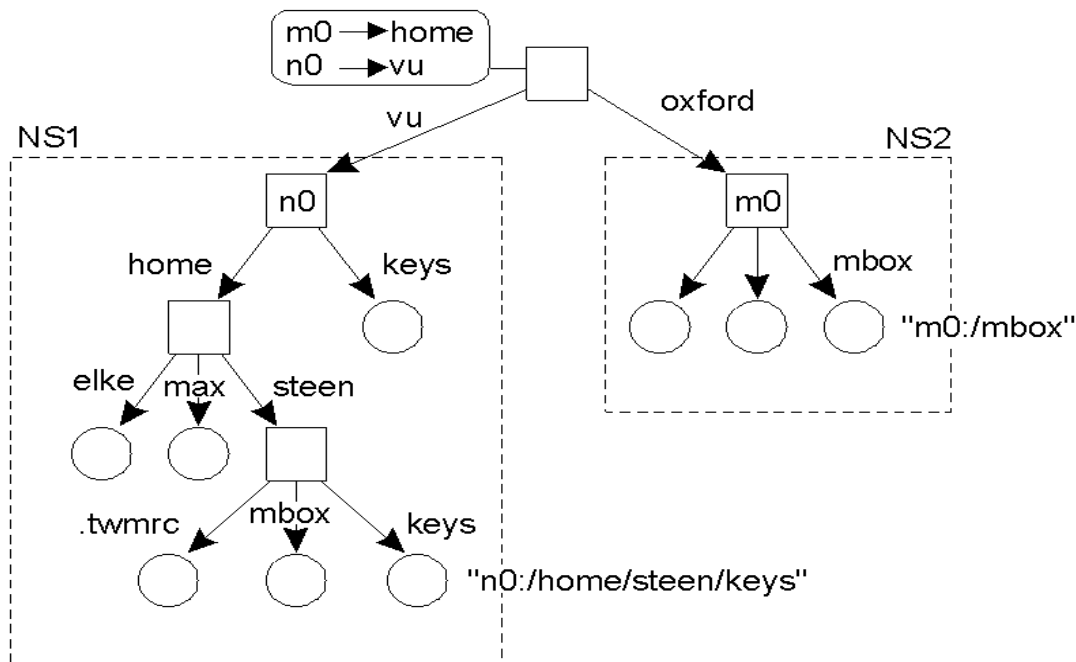 m0 → home
n0 → vu
vu
oxford
NS1
NS2
n0
m0
home
keys
mbox
"m0:/mbox"
elke
max
steen
.twmrc
mbox
keys
"n0:/home/steen/keys"